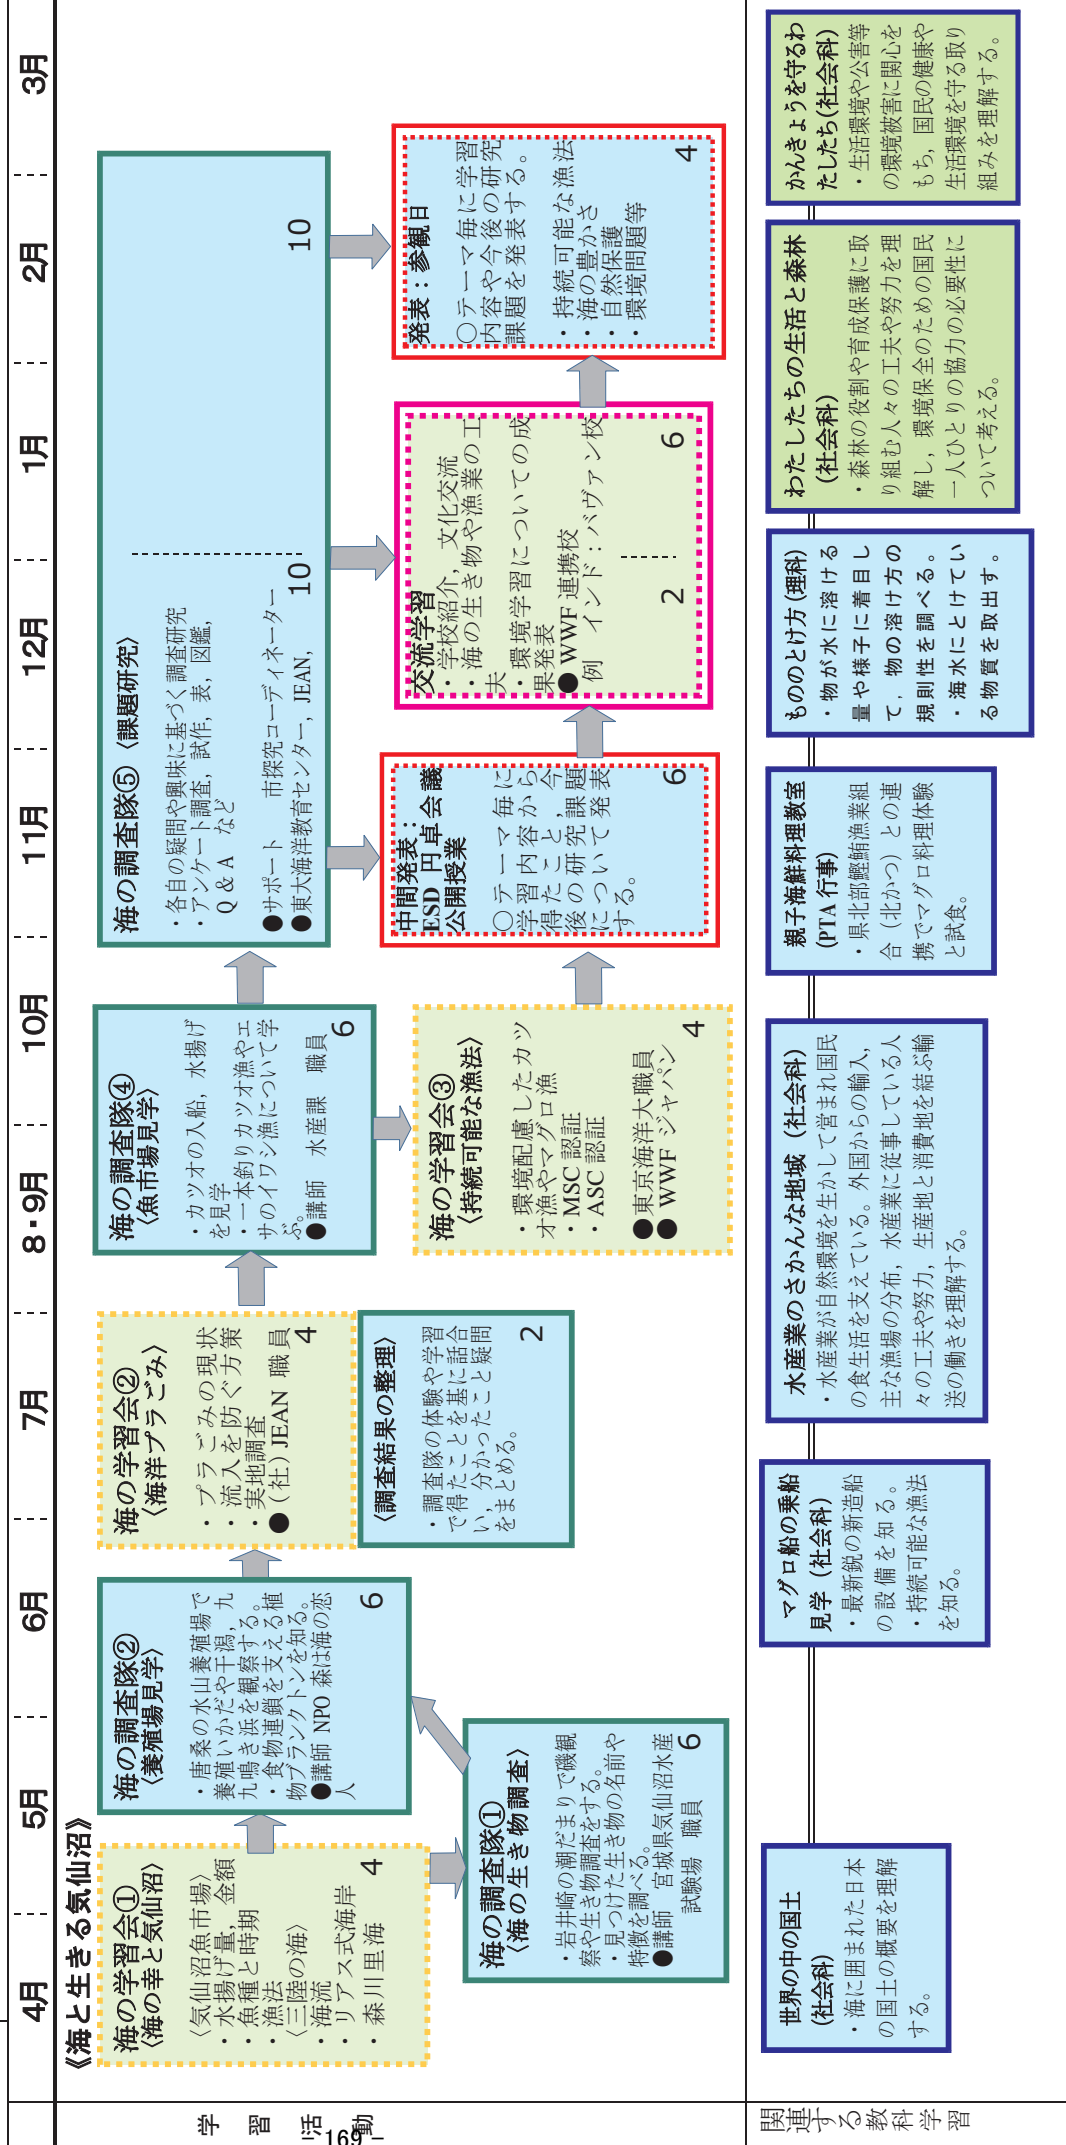 4月
5月
6月
7月
8・9月
10月
11月
12月
1月
2月
3月
学習活動
《海と生きる気仙沼》
海の学習会①
〈海の幸と気仙沼〉
〈気仙沼魚市場〉
・水揚げ量，金額
・魚種と時期
・漁法
〈三陸の海〉
・海流
・リアス式海岸
・森川里海
4
海の調査隊①
〈海の生き物調査〉
・岩井崎の潮だまりで磯観
察や生き物調査をする。
・見つけた生き物の名前や
特徴を調べる。
●講師　宮城県気仙沼水産
試験場　職員
6
海の調査隊②
〈養殖場見学〉
・唐桑の水山養殖場で
養殖いかだや干潟，九
九鳴き浜を観察する。
・食物連鎖を支える植
物プランクトンを知る。
●講師 NPO 森は海の恋
人
6
海の学習会②
〈海洋プラごみ〉
・プラごみの現状
・流入を防ぐ方策
・実地調査
●（社）JEAN 職員
4
〈調査結果の整理〉
・調査隊の体験や学習
で得たことを基に話合
い，分かったこと疑問
をまとめる。
2
海の調査隊④
〈魚市場見学〉
・カツオの入船，水揚げ
を見学
・一本釣りカツオ漁やエ
サのイワシ漁について学
ぶ。
●講師　水産課　職員
6
海の学習会③
〈持続可能な漁法〉
・環境配慮したカツ
オ漁やマグロ漁
・MSC 認証
・ASC 認証
●東京海洋大職員
●WWF ジャパン
4
海の調査隊⑤〈課題研究〉
・各自の疑問や興味に基づく調査研究
・アンケート調査，試作，表，図鑑，
Q＆A　など
●サポート　市探究コーディネーター
●東大海洋教育センター，JEAN，
10
10
中間発表：
ESD 円卓会議
公開授業
〇テーマ毎に
学習内容から
得たこと，今
後の研究課題
について発表
する。
6
交流学習
・学校紹介，文化交流
・海の生き物や漁業の工
夫
・環境学習についての成
果発表
●WWF 連携校
例　インド：バヴァン校
2
6
発表：参観日
〇テーマ毎に学習
内容や今後の研究
課題を発表する。
・持続可能な漁法
・海の豊かさ
・自然保護
・環境問題等
4
関連する教科学習
世界の中の国土
(社会科)
・海に囲まれた日本
の国土の概要を理解
する。
マグロ船の乗船
見学（社会科）
・最新鋭の新造船
の設備を知る。
・持続可能な漁法
を知る。
水産業のさかんな地域（社会科）
・水産業が自然環境を生かして営まれ国民
の食生活を支えている。外国からの輸入，
主な漁場の分布，水産業に従事している人
々の工夫や努力，生産地と消費地を結ぶ輸
送の働きを理解する。
親子海鮮料理教室
(PTA 行事)
・県北部鰹鮪漁業組
合（北かつ）との連
携でマグロ料理体験
と試食。
もののとけ方(理科)
・物が水に溶ける
量や様子に着目し
て，物の溶け方の
規則性を調べる。
・海水にとけてい
る物質を取出す。
わたしたちの生活と森林
(社会科)
・森林の役割や育成保護に取
り組む人々の工夫や努力を理
解し，環境保全のための国民
一人ひとりの協力の必要性に
ついて考える。
かんきょうを守るわ
たしたち(社会科)
・生活環境や公害等
の環境被害に関心を
もち，国民の健康や
生活環境を守る取り
組みを理解する。
- 169 -